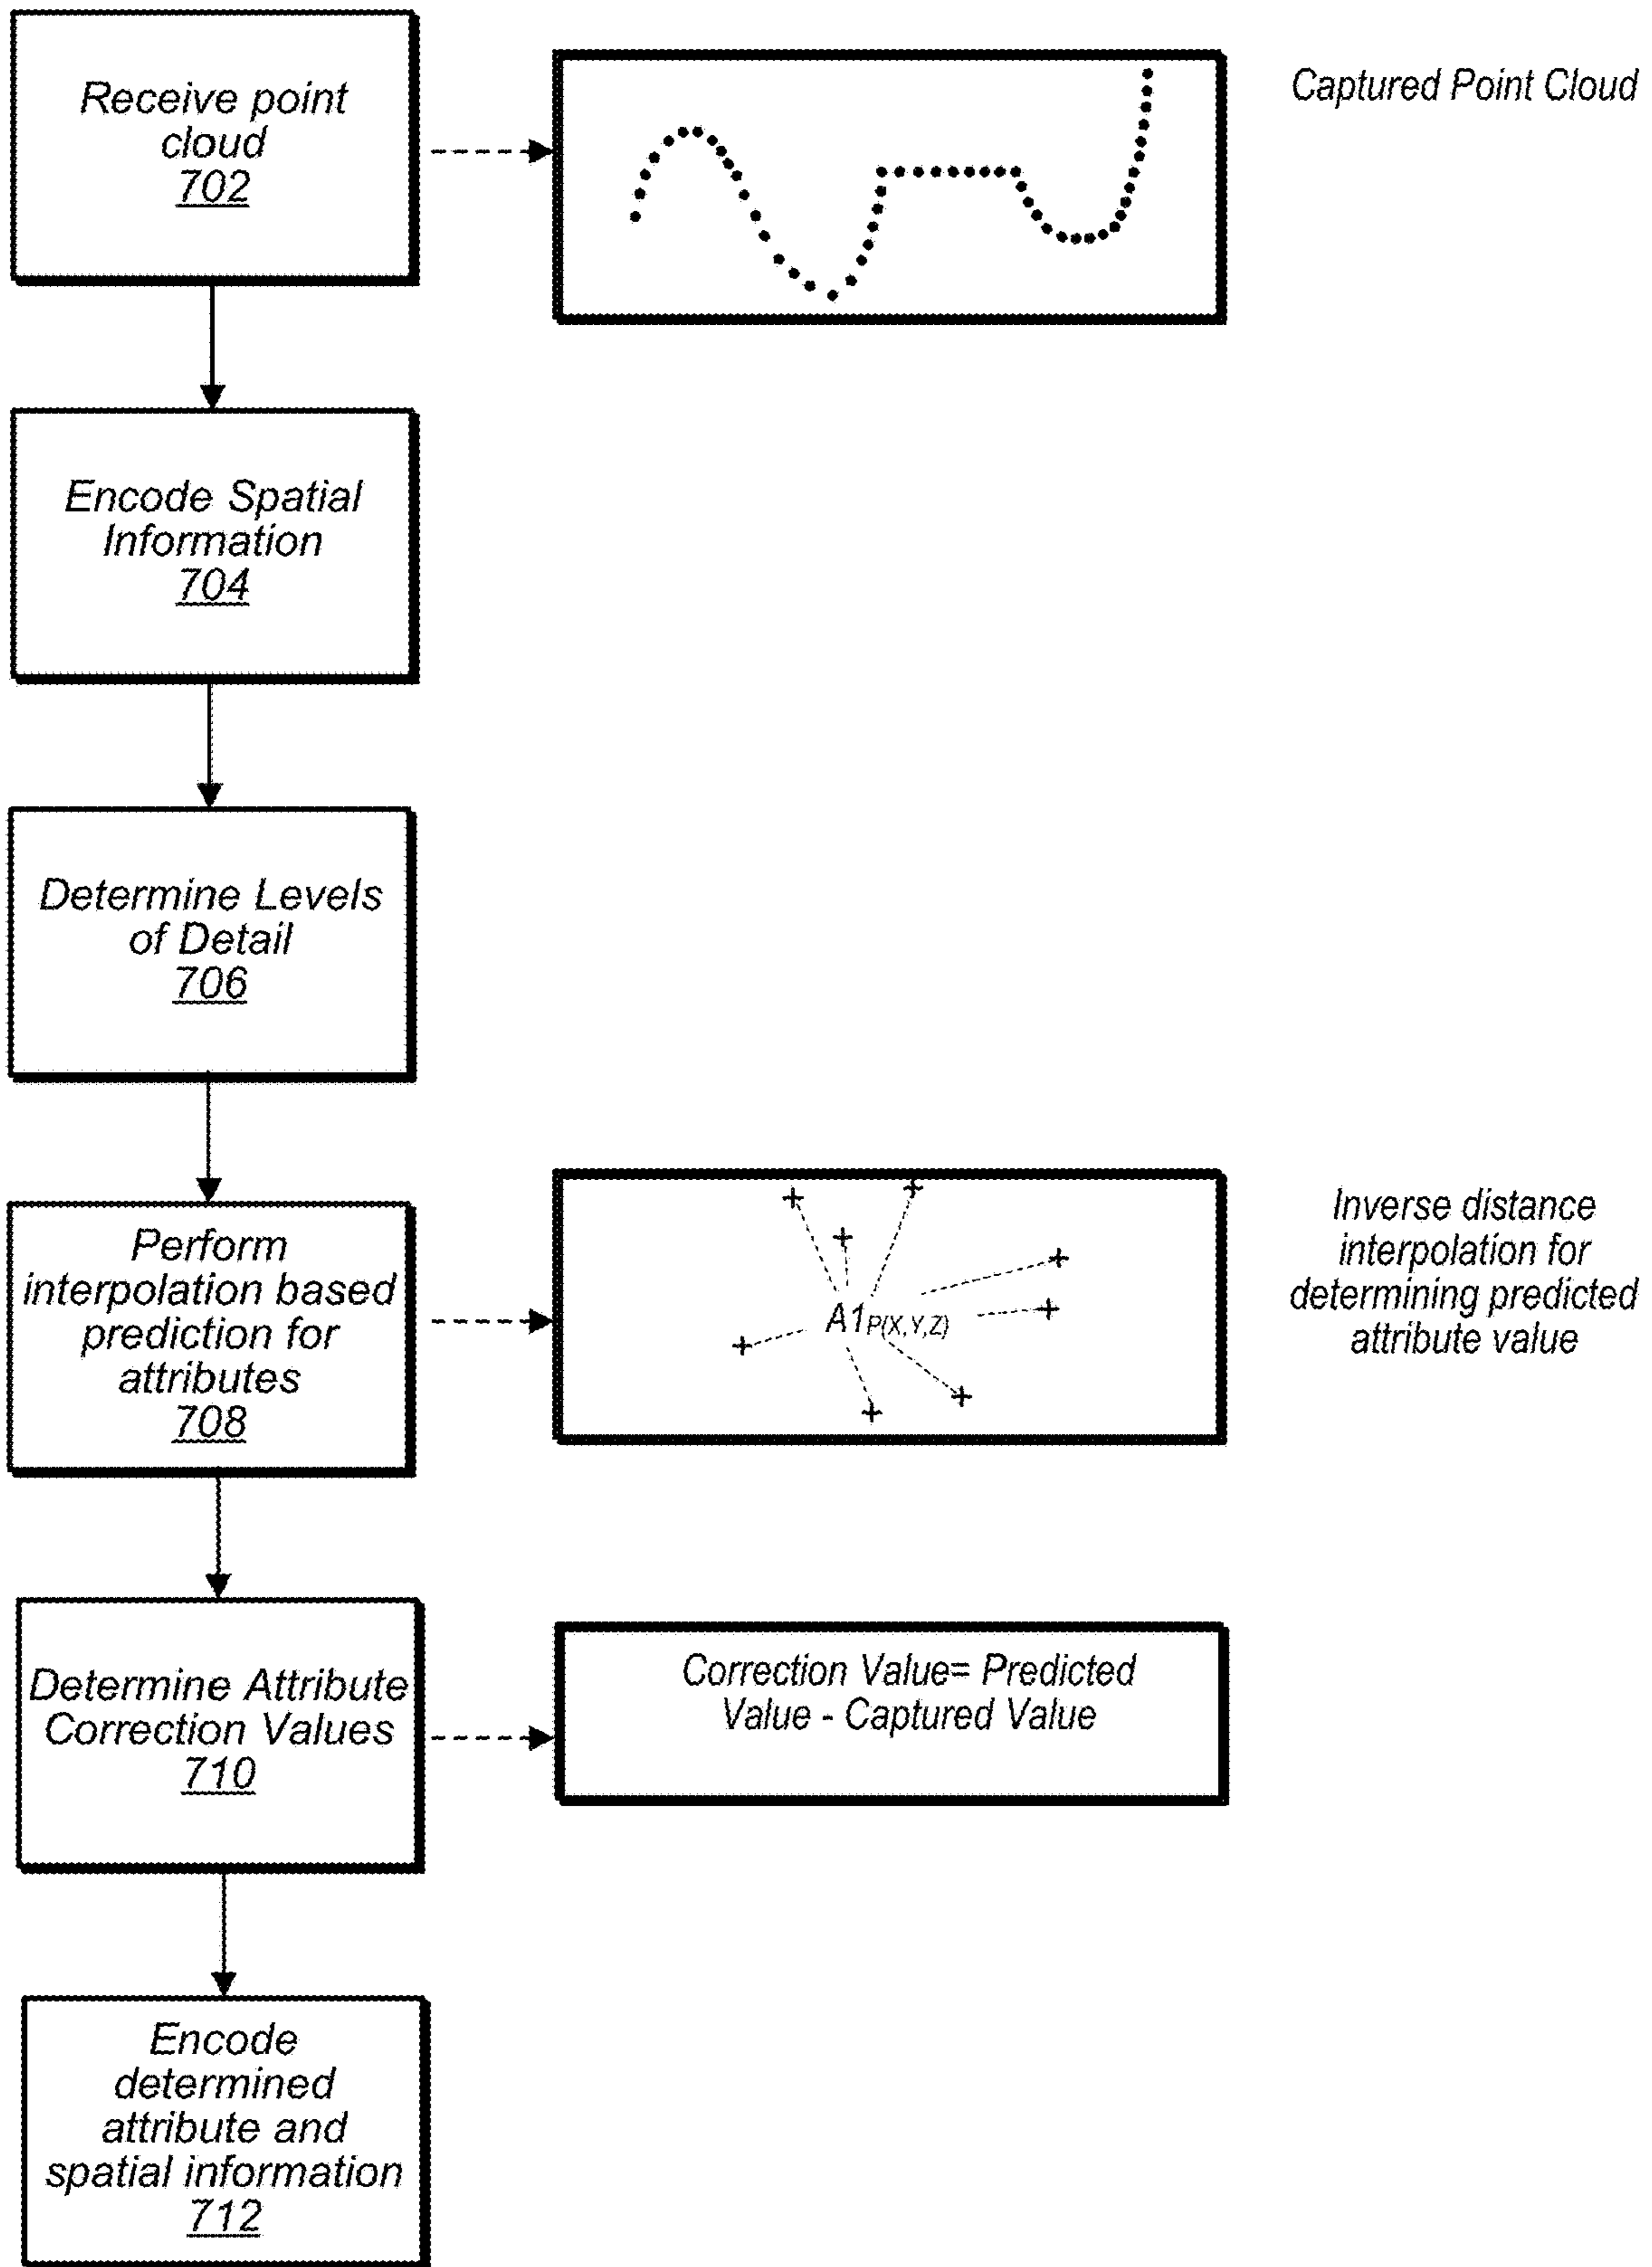 Receive point
cloud
702
Captured Point Cloud
Encode Spatial
Information
704
Determine Levels
of Detail
706
Perform
interpolation based
prediction for
attributes
708
A1P(X,Y,Z)
Inverse distance
interpolation for
determining predicted
attribute value
Determine Attribute
Correction Values
710
Correction Value= Predicted
Value - Captured Value
Encode
determined
attribute and
spatial information
712